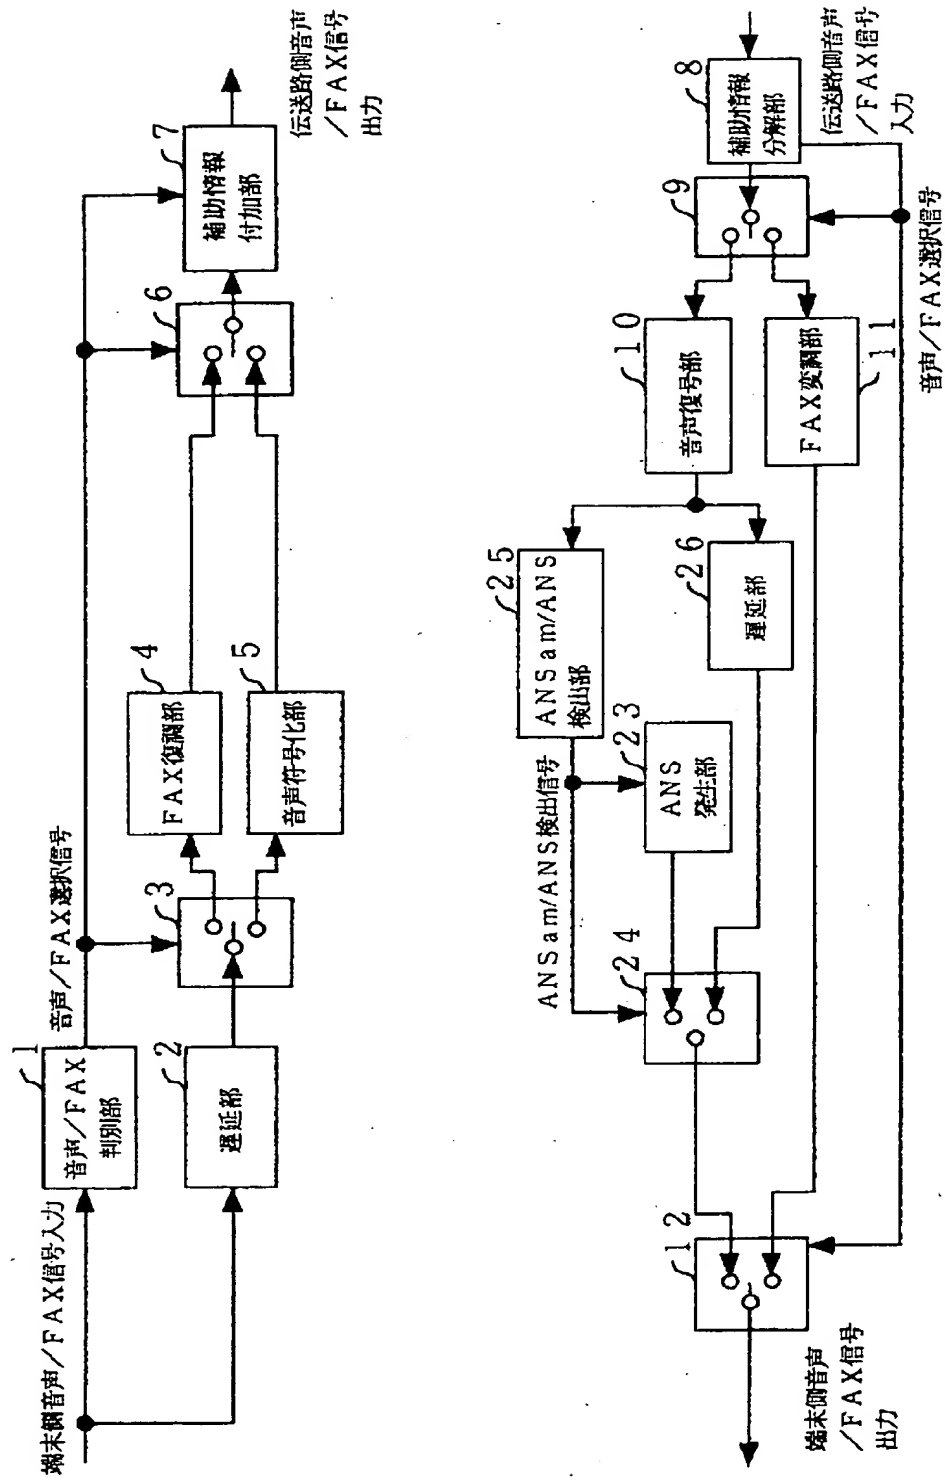 端末側音声／FAX信号入力
1
音声／FAX
判別部
音声／FAX選択信号
2
遅延部
3
4
FAX復調部
5
音声符号化部
6
7
補助情報
付加部
伝送路側音声
／FAX信号
出力
端末側音声
／FAX信号
出力
12
24
ANSam/ANS検出信号
23
ANS
発生部
25
ANSam/ANS
検出部
26
遅延部
10
音声復号部
11
FAX変調部
9
8
補助情報
分解部
伝送路側音声
／FAX信号
入力
音声／FAX選択信号